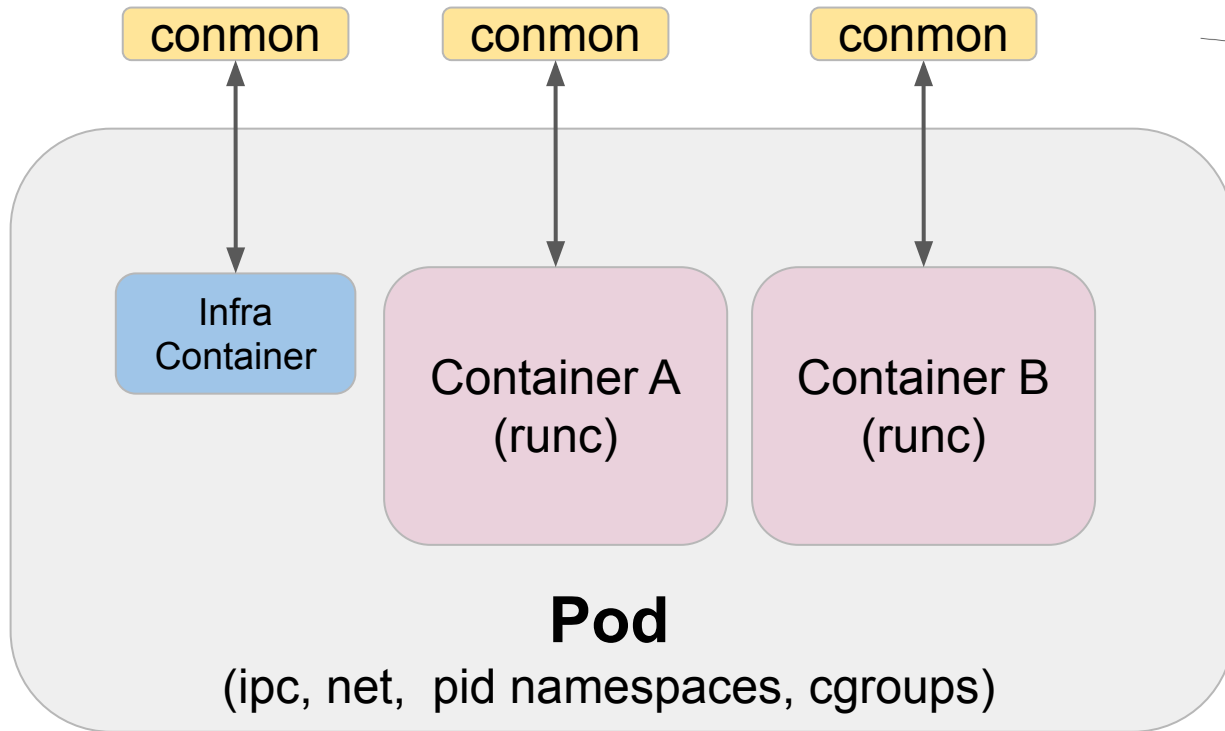 conmon
conmon
conmon
Infra
Container
Container A
(runc)
Container B
(runc)
Pod
(ipc, net,  pid namespaces, cgroups)